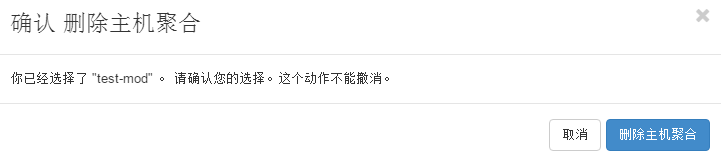 确认 删除主机聚合
你已经选择了 "test-mod" 。 请确认您的选择。这个动作不能撤消。
取消
删除主机聚合